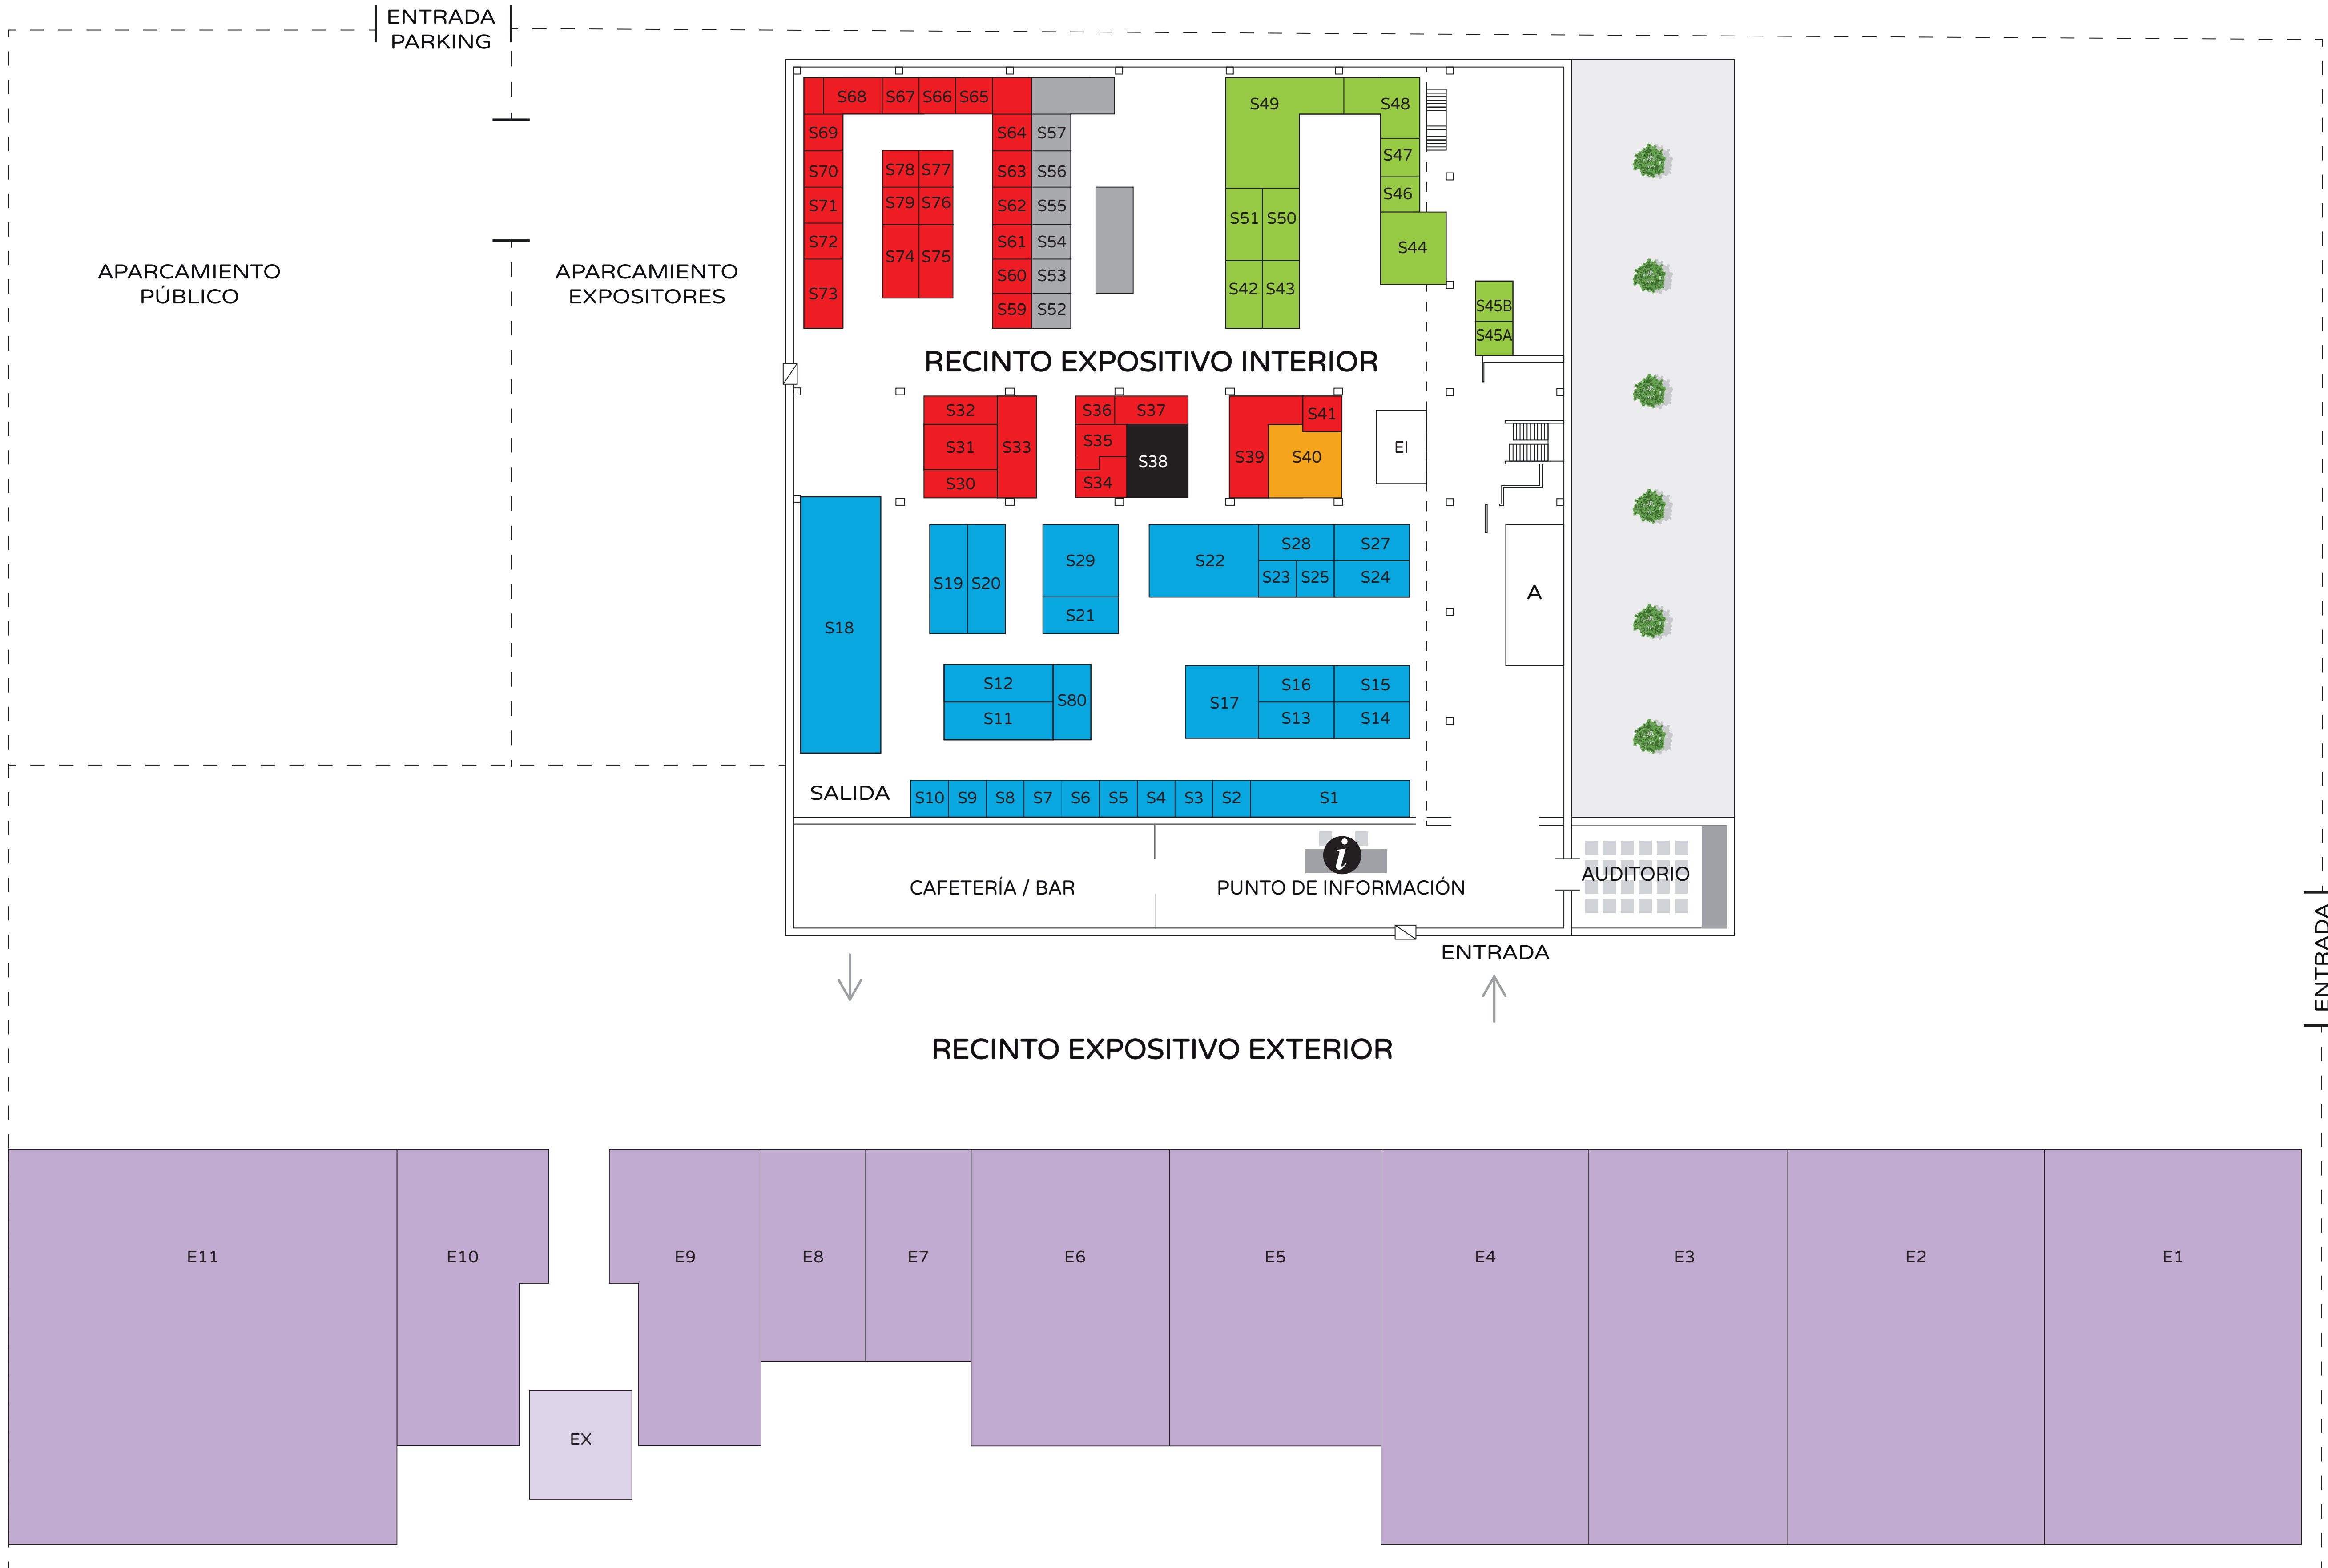 ENTRADA
PARKING
APARCAMIENTO
PÚBLICO
APARCAMIENTO
EXPOSITORES
S68 S67 S66 S65
S69
S70
S71
S72
S73
S78 S77
S79 S76
S74 S75
S64 S57
S63 S56
S62 S55
S61 S54
S60 S53
S59 S52
S49 S48
S47
S46
S51 S50
S44
S42 S43
S45B
S45A
RECINTO EXPOSITIVO INTERIOR
S32
S31 S33
S30
S36 S37
S35
S38
S34
S41
S39 S40
EI
S18
S19 S20
S29
S21
S22 S28 S27
S23 S25 S24
A
S12
S11
S80
S17 S16 S15
S13 S14
SALIDA
S10 S9 S8 S7 S6 S5 S4 S3 S2 S1
i
CAFETERÍA / BAR
PUNTO DE INFORMACIÓN
AUDITORIO
ENTRADA
ENTRADA
RECINTO EXPOSITIVO EXTERIOR
E11 E10 E9 E8 E7 E6 E5 E4 E3 E2 E1
EX